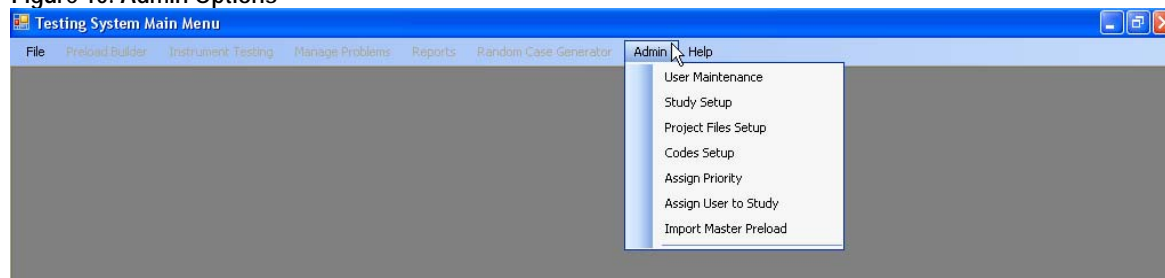 Figure 10. Admin Options
Testing System Main Menu
File Preload Builder Instrument Testing Manage Problems Reports Random Case Generator Admin Help
User Maintenance
Study Setup
Project Files Setup
Codes Setup
Assign Priority
Assign User to Study
Import Master Preload